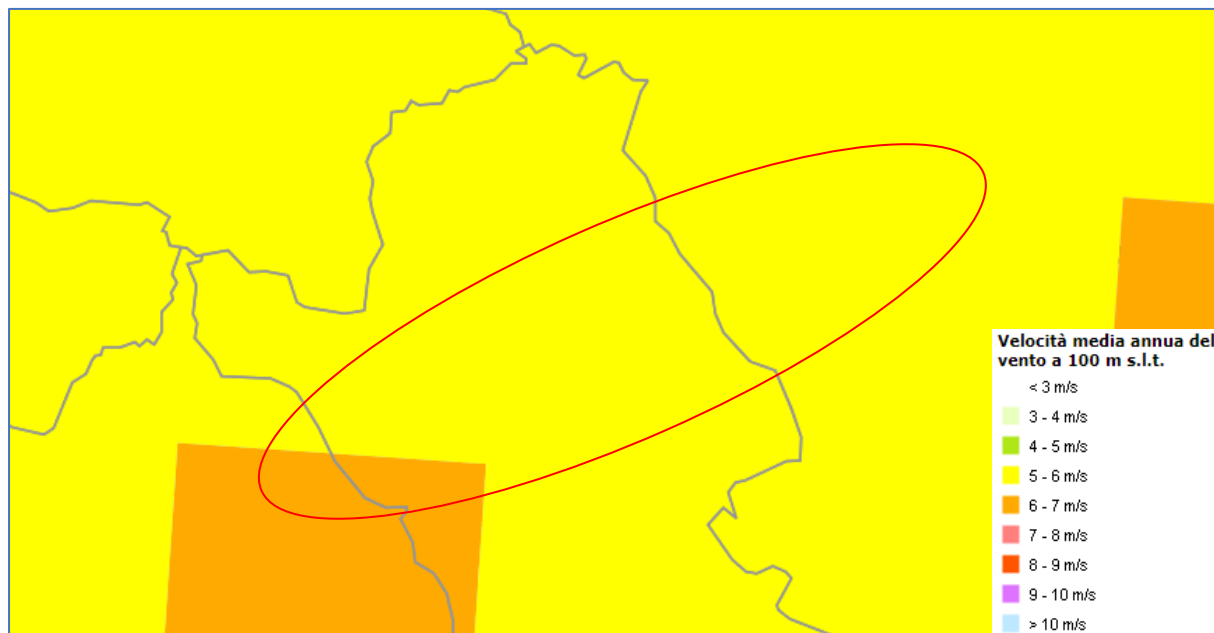 Velocità media annua del
vento a 100 m s.l.t.
< 3 m/s
3 - 4 m/s
4 - 5 m/s
5 - 6 m/s
6 - 7 m/s
7 - 8 m/s
8 - 9 m/s
9 - 10 m/s
> 10 m/s